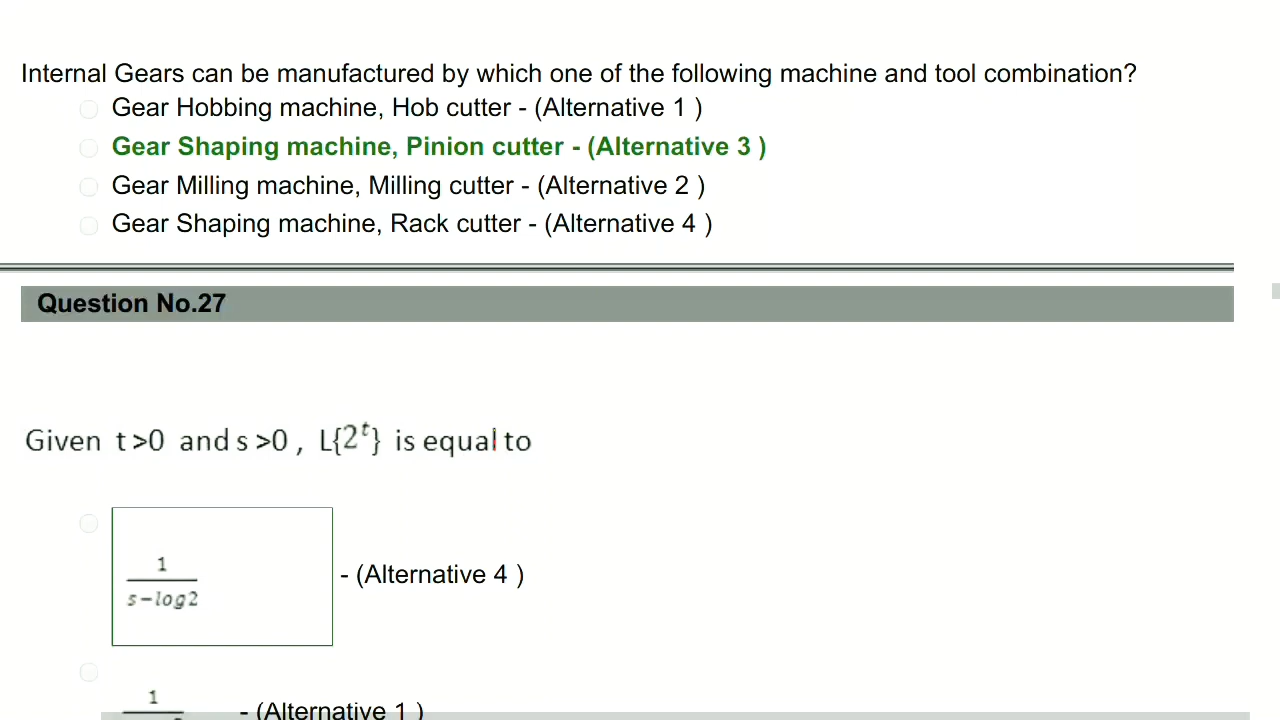 Internal Gears can be manufactured by which one of the following machine and tool combination?
Gear Hobbing machine, Hob cutter - (Alternative 1 )
Gear Shaping machine, Pinion cutter - (Alternative 3 )
Gear Milling machine, Milling cutter - (Alternative 2 )
Gear Shaping machine, Rack cutter - (Alternative 4 )
Question No.27
Given t>0 and s >0 , L{2^t} is equal to
1
s-log2
- (Alternative 4 )
1
- (Alternative 1 )